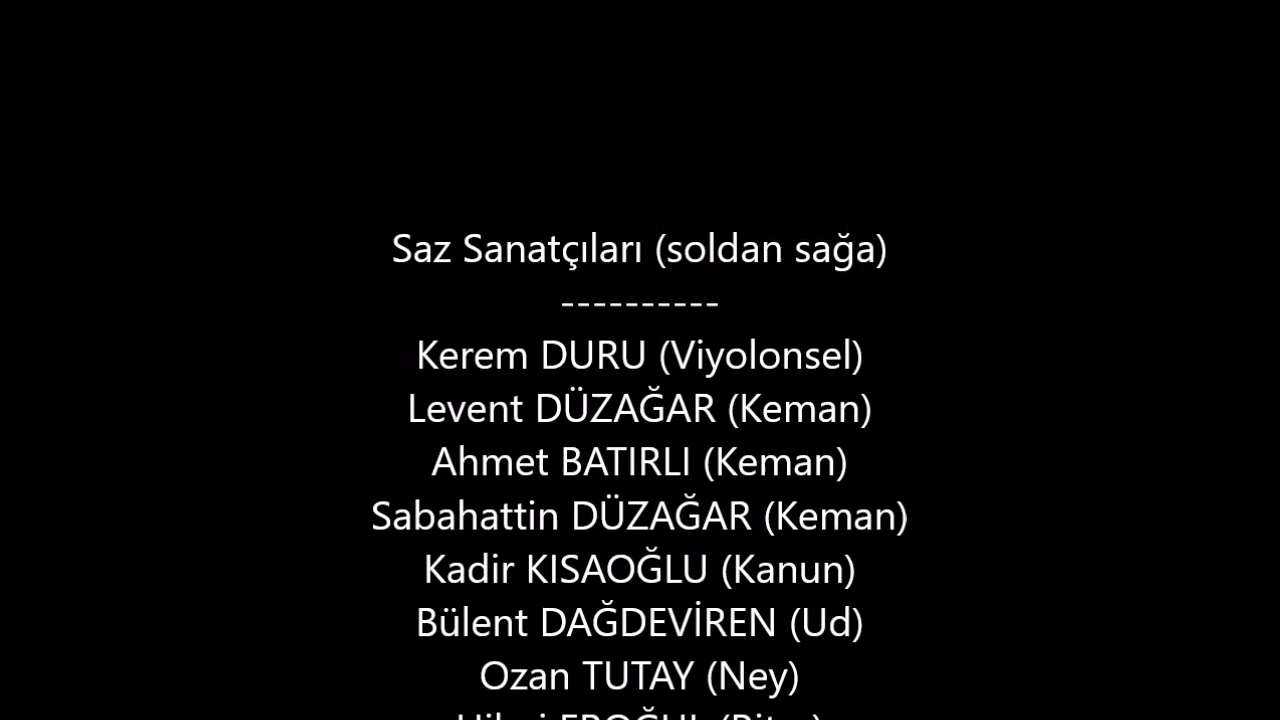 Saz Sanatçıları (soldan sağa)
----------
Kerem DURU (Viyolonsel)
Levent DÜZAĞAR (Keman)
Ahmet BATIRLI (Keman)
Sabahattin DÜZAĞAR (Keman)
Kadir KISAOĞLU (Kanun)
Bülent DAĞDEVİREN (Ud)
Ozan TUTAY (Ney)